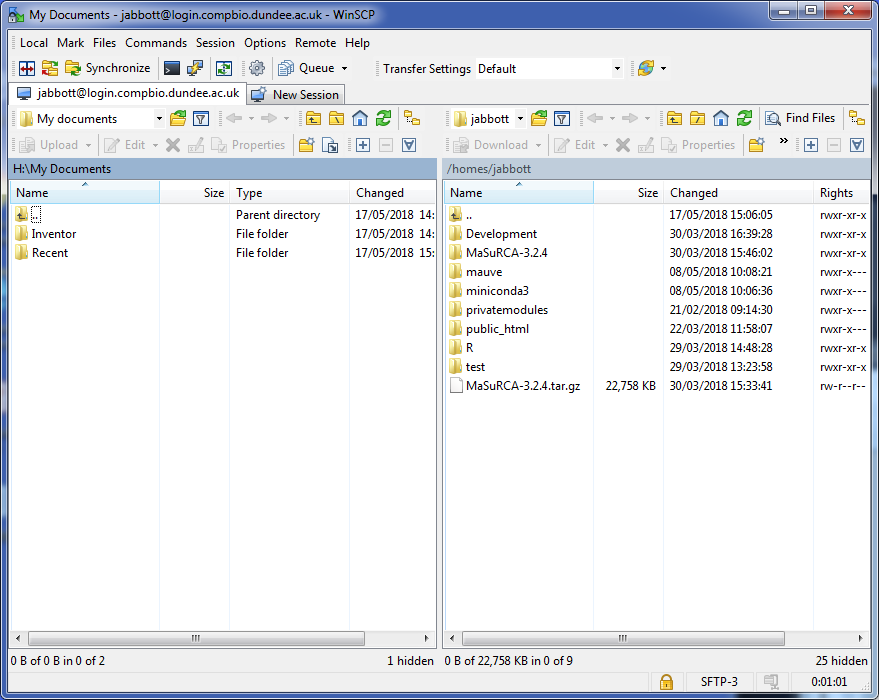 My Documents - jabbott@login.compbio.dundee.ac.uk - WinSCP
Local Mark Files Commands Session Options Remote Help
Synchronize Queue Transfer Settings Default
jabbott@login.compbio.dundee.ac.uk New Session
My documents jabbott Find Files
Upload Edit Properties Download Edit Properties »
H:\My Documents /homes/jabbott
Name Size Type Changed Name Size Changed Rights
.. Parent directory 17/05/2018 14: .. 17/05/2018 15:06:05 rwxr-xr-x
Inventor File folder 17/05/2018 14: Development 30/03/2018 16:39:28 rwxr-xr-x
Recent File folder 17/05/2018 15: MaSuRCA-3.2.4 30/03/2018 15:46:02 rwxr-xr-x
mauve 08/05/2018 10:08:21 rwxr-x---
miniconda3 08/05/2018 10:06:36 rwxr-x---
privatemodules 21/02/2018 09:14:30 rwxr-x---
public_html 22/03/2018 11:58:07 rwxr-x---
R 29/03/2018 14:48:28 rwxr-xr-x
test 29/03/2018 13:23:58 rwxr-xr-x
MaSuRCA-3.2.4.tar.gz 22,758 KB 30/03/2018 15:33:41 rw-r--r--
0 B of 0 B in 0 of 2 1 hidden 0 B of 22,758 KB in 0 of 9 25 hidden
SFTP-3 0:01:01